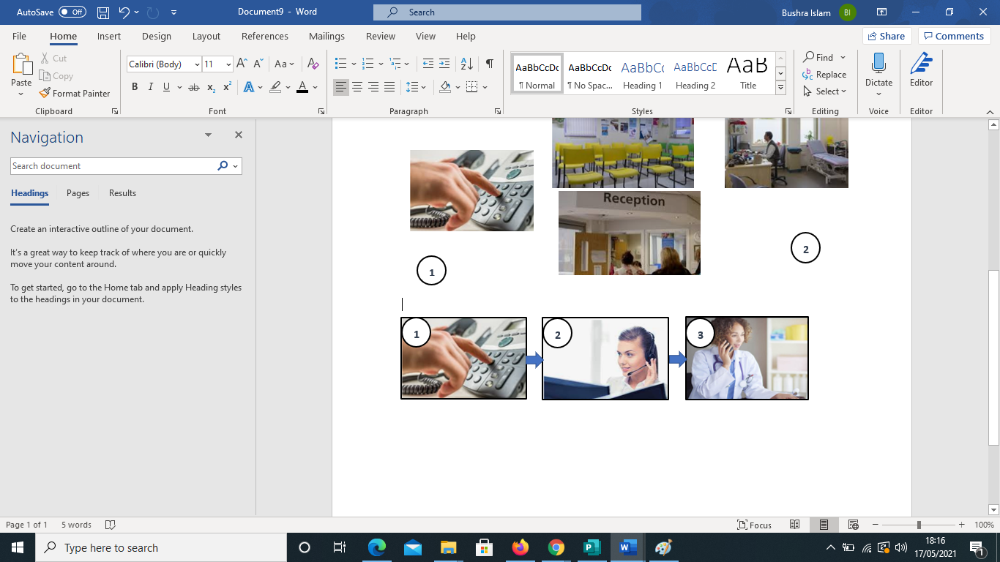 AutoSave Off Document9 - Word Search Bushra Islam BI
File Home Insert Design Layout References Mailings Review View Help Share Comments
Paste Cut Copy Format Painter
Clipboard
Calibri (Body) 11
Font
Paragraph
AaBbCcDc AaBbCcDc AaBbCc AaBbCcD AaB
¶ Normal ¶ No Spac... Heading 1 Heading 2 Title
Styles
Find
Replace
Select
Editing
Dictate
Voice
Editor
Editor
Navigation
Search document
Headings Pages Results
Create an interactive outline of your document.
It's a great way to keep track of where you are or quickly
move your content around.
To get started, go to the Home tab and apply Heading styles
to the headings in your document.
Reception
1
2
1
2
3
Page 1 of 1 5 words Focus 100%
Type here to search
18:16
17/05/2021
1